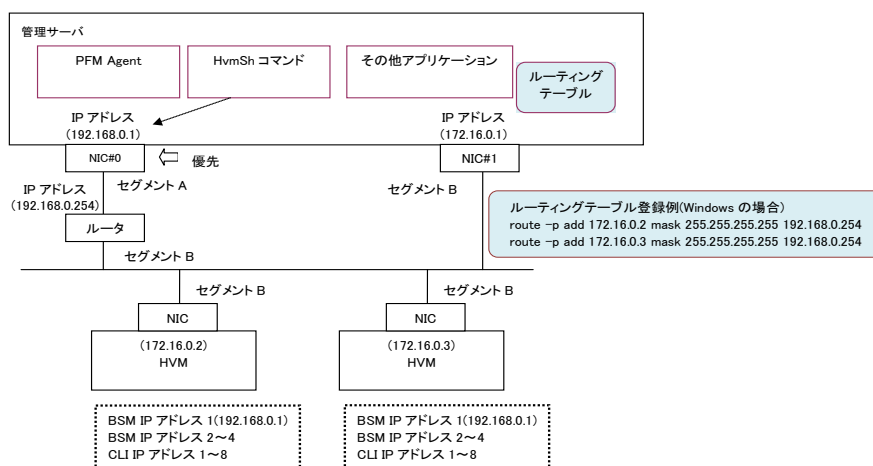 管理サーバ
PFM Agent
HvmSh コマンド
その他アプリケーション
ルーティング
テーブル
IP アドレス
(192.168.0.1)
IP アドレス
(172.16.0.1)
NIC#0
優先
NIC#1
セグメント A
セグメント B
IP アドレス
(192.168.0.254)
ルータ
ルーティングテーブル登録例(Windows の場合)
route -p add 172.16.0.2 mask 255.255.255.255 192.168.0.254
route -p add 172.16.0.3 mask 255.255.255.255 192.168.0.254
セグメント B
セグメント B
セグメント B
NIC
NIC
(172.16.0.2)
HVM
(172.16.0.3)
HVM
BSM IP アドレス 1(192.168.0.1)
BSM IP アドレス 2~4
CLI IP アドレス 1~8
BSM IP アドレス 1(192.168.0.1)
BSM IP アドレス 2~4
CLI IP アドレス 1~8